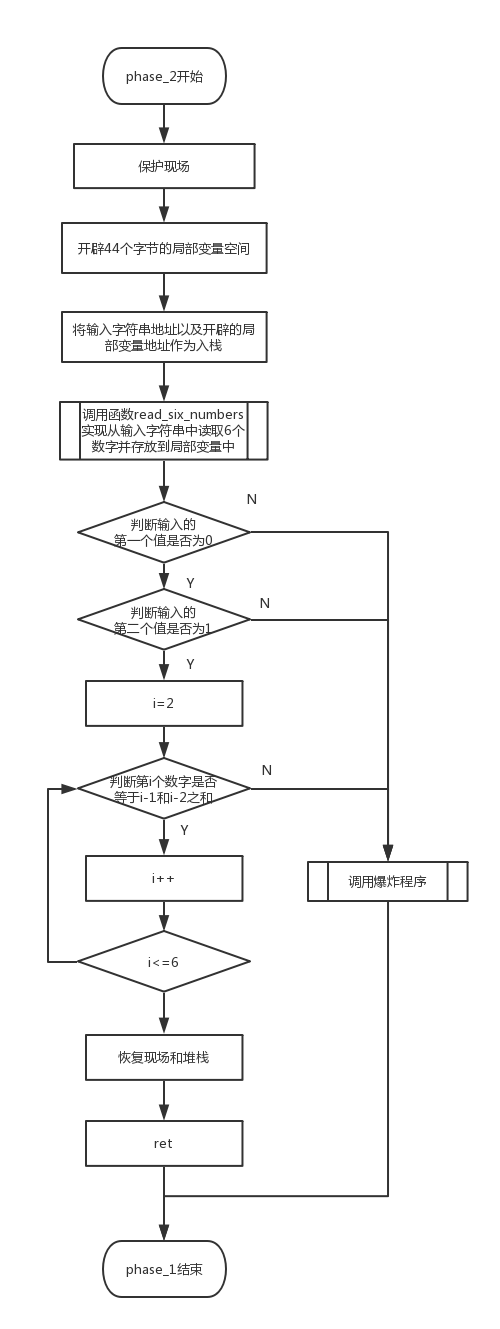 phase_2开始
保护现场
开辟44个字节的局部变量空间
将输入字符串地址以及开辟的局
部变量地址作为入栈
调用函数read_six_numbers
实现从输入字符串中读取6个
数字并存放到局部变量中
N
判断输入的
第一个值是否为0
Y
N
判断输入的
第二个值是否为1
Y
i=2
N
判断第i个数字是否
等于i-1和i-2之和
Y
i++
调用爆炸程序
i<=6
恢复现场和堆栈
ret
phase_1结束